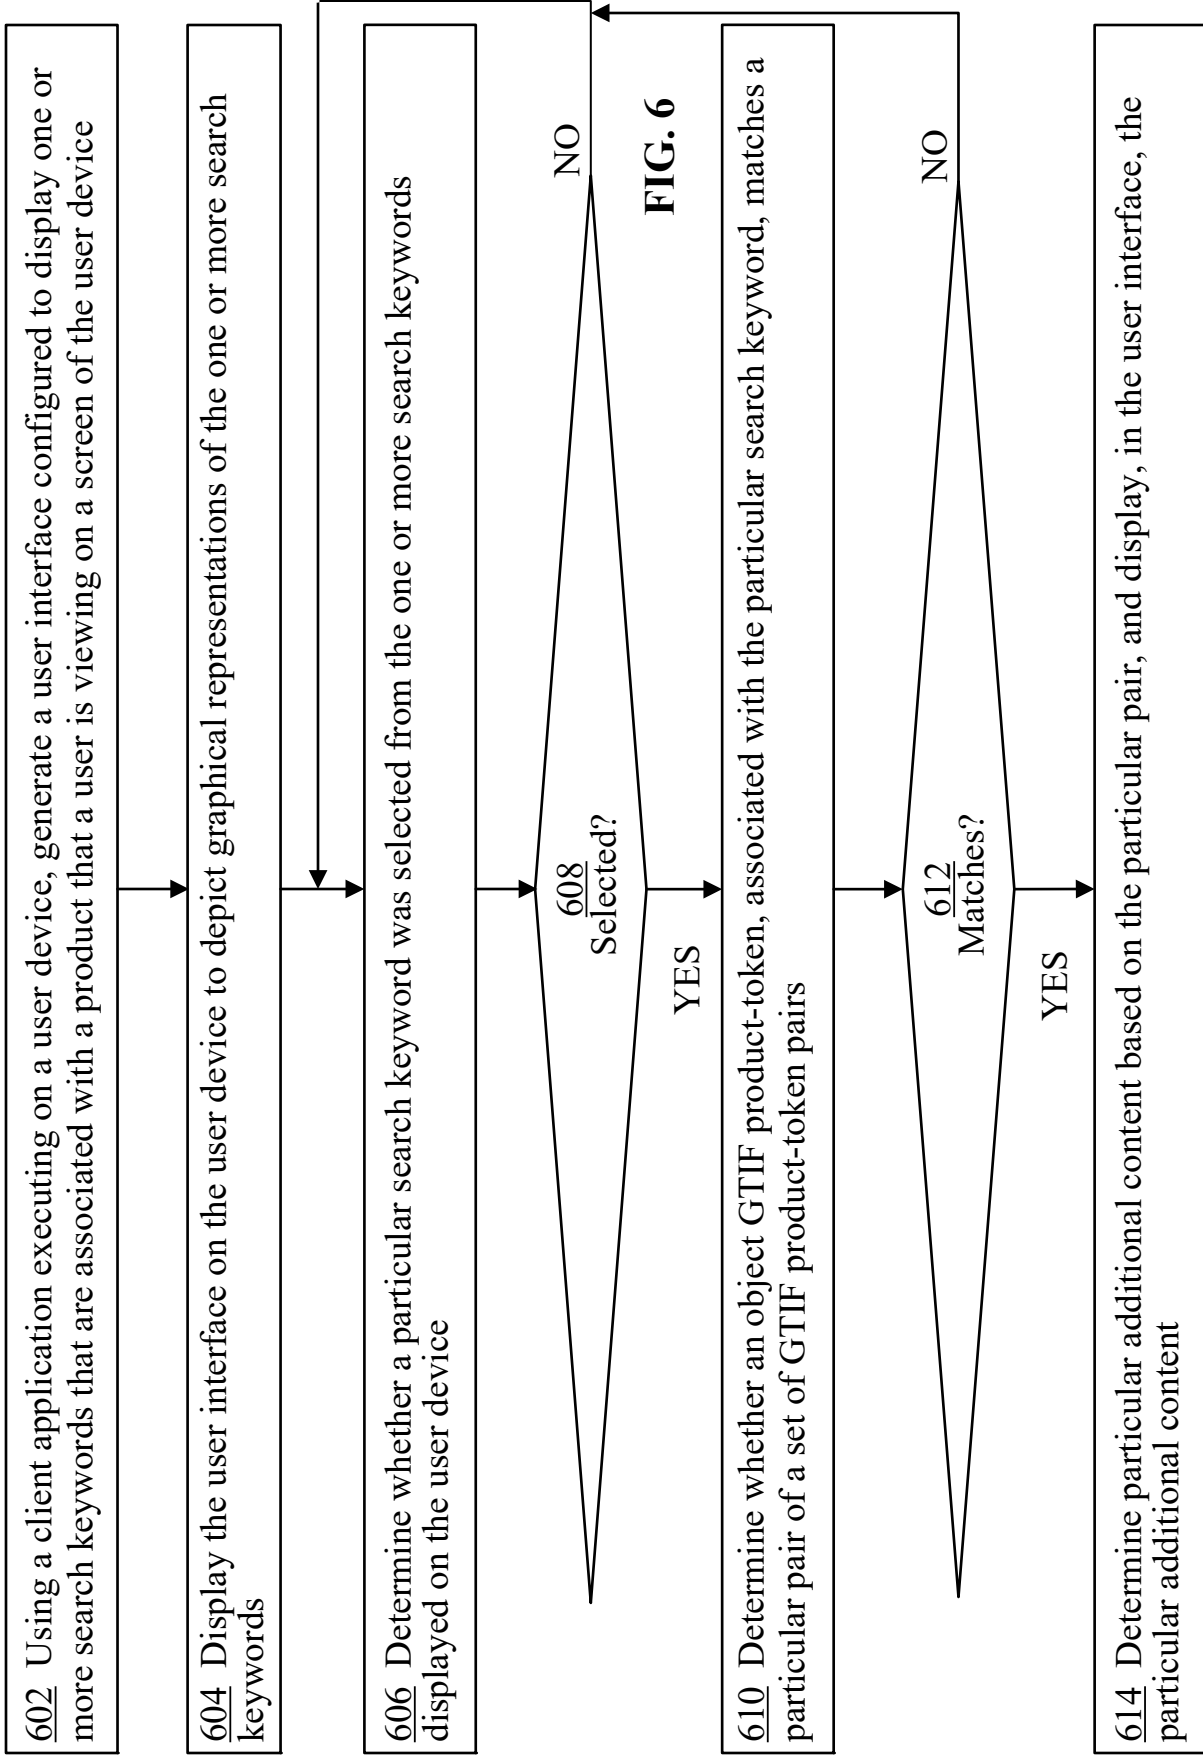 602 Using a client application executing on a user device, generate a user interface configured to display one or
more search keywords that are associated with a product that a user is viewing on a screen of the user device
604 Display the user interface on the user device to depict graphical representations of the one or more search
keywords
606 Determine whether a particular search keyword was selected from the one or more search keywords
displayed on the user device
608
Selected?
NO
YES
FIG. 6
610 Determine whether an object GTIF product-token, associated with the particular search keyword, matches a
particular pair of a set of GTIF product-token pairs
612
Matches?
NO
YES
614 Determine particular additional content based on the particular pair, and display, in the user interface, the
particular additional content